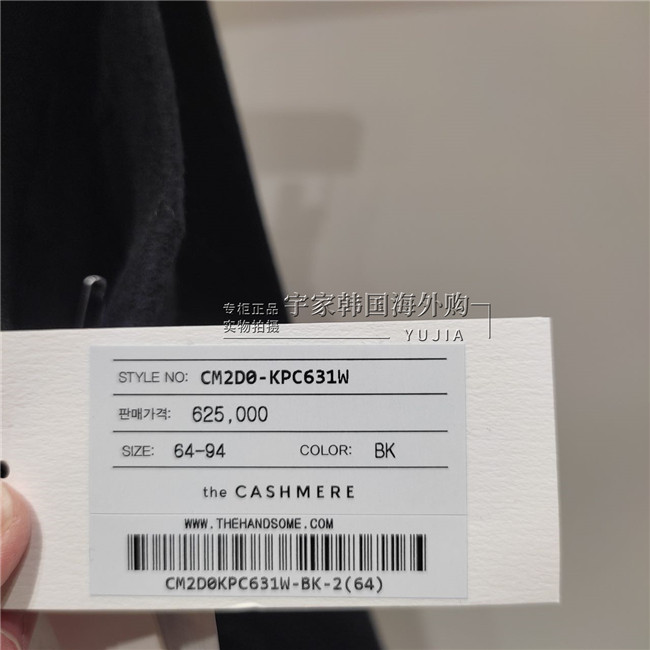 专柜正品 宇家韩国海外购
实物拍摄 YUJIA
STYLE NO: CM2D0-KPC631W
판매가격: 625,000
SIZE: 64-94 COLOR: BK
the CASHMERE
WWW.THEHANDSOME.COM
CM2D0KPC631W-BK-2(64)